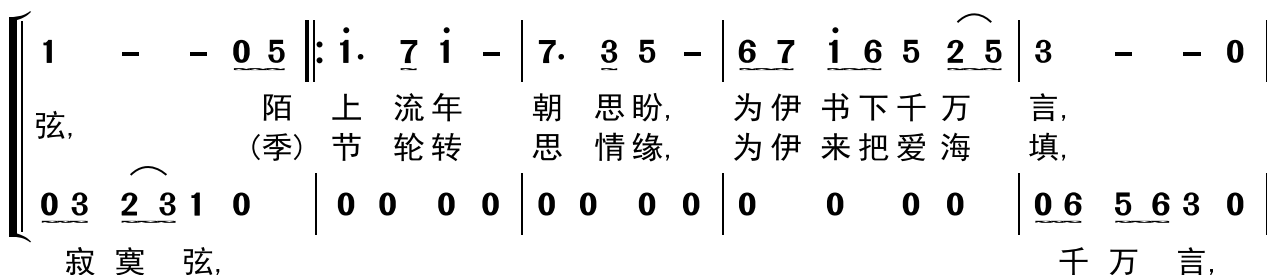 1 - - 0 5 1. 7 1 - 7. 3 5 - 6 7 1 6 5 2 5 3 - - 0
弦, 陌 上 流 年 朝 思 盼, 为 伊 书 下 千 万 言,
(季) 节 轮 转 思 情 缘, 为 伊 来 把 爱 海 填,
0 3 2 3 1 0 0 0 0 0 0 0 0 0 0 0 0 0 0 6 5 6 3 0
寂 寞 弦, 千 万 言,